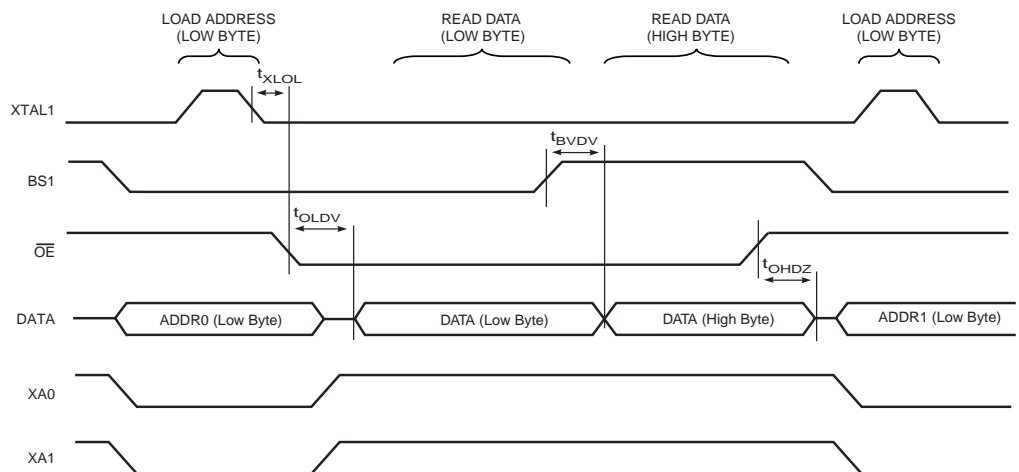 LOAD ADDRESS
(LOW BYTE)
READ DATA
(LOW BYTE)
READ DATA
(HIGH BYTE)
LOAD ADDRESS
(LOW BYTE)
tXLOL
XTAL1
tBVDV
BS1
tOLDV
OE
tOHDZ
DATA
ADDR0 (Low Byte)
DATA (Low Byte)
DATA (High Byte)
ADDR1 (Low Byte)
XA0
XA1